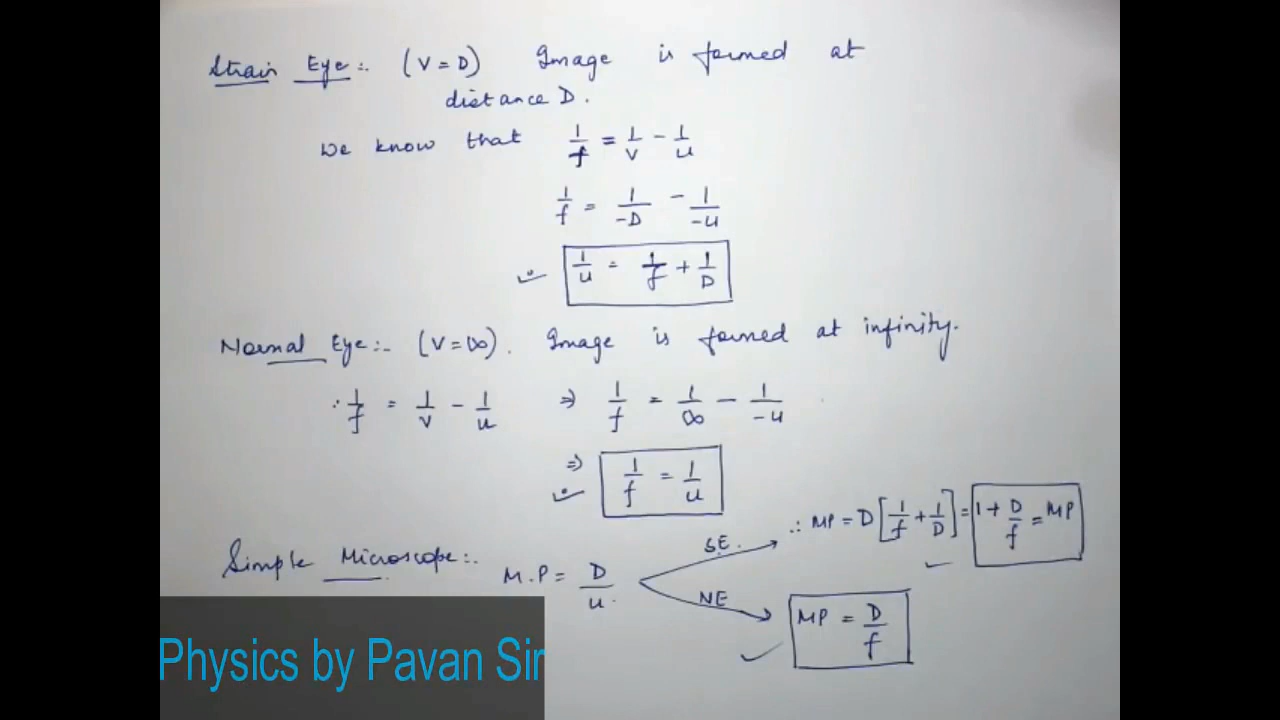 Strain Eye:- (V=D) Image is formed at
distance D.
We know that 1/f = 1/v - 1/u
1/f = 1/-D - 1/-u
1/u = 1/f + 1/D
Normal Eye:- (V=∞). Image is formed at infinity.
∴ 1/f = 1/v - 1/u ⇒ 1/f = 1/∞ - 1/-u
⇒ 1/f = 1/u
Simple Microscope:- M.P = D/u.
SE. ∴ MP = D[1/f + 1/D] = 1 + D/f = MP
NE MP = D/f
Physics by Pavan Sir